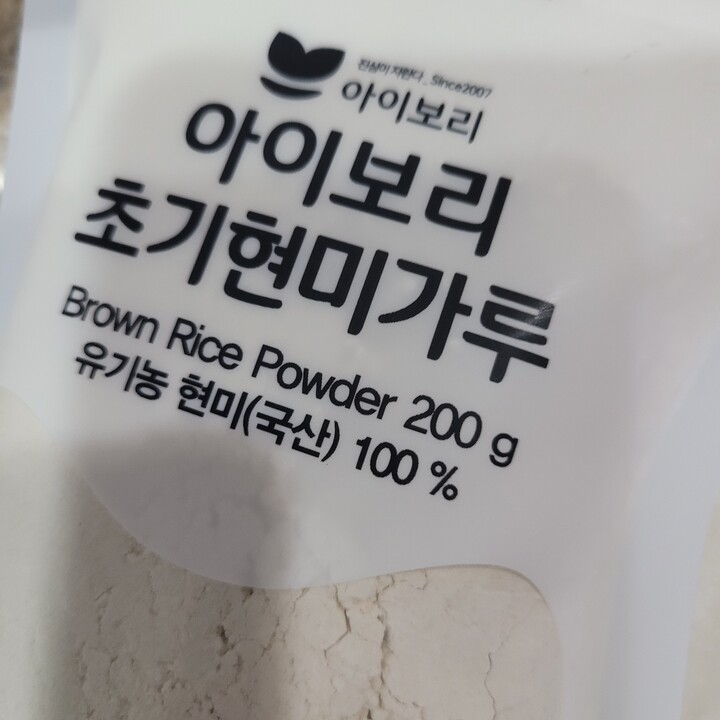 진심이 자란다_Since2007
아이보리
아이보리
초기현미가루
Brown Rice Powder 200 g
유기농 현미(국산) 100 %